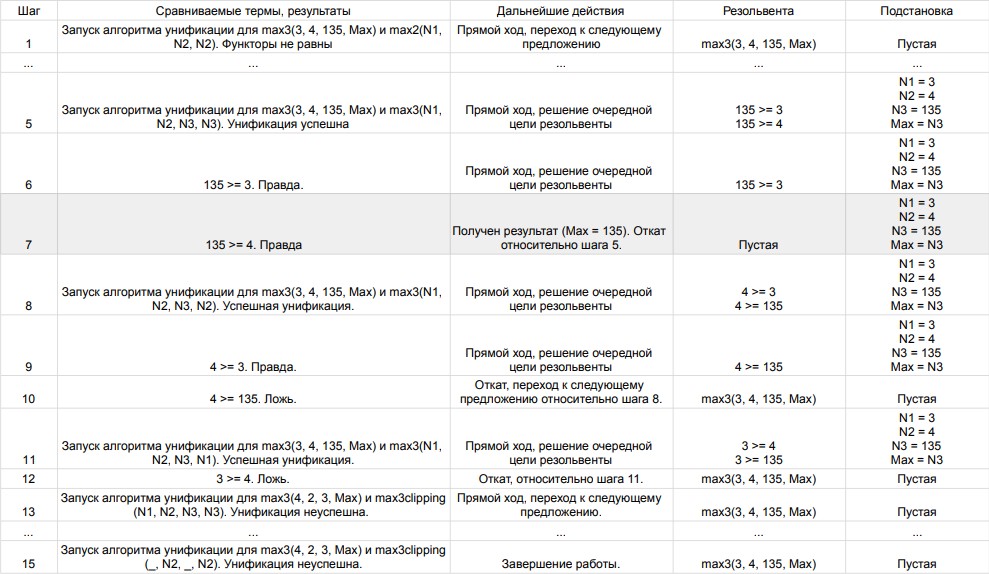 Шаг Сравниваемые термы, результаты Дальнейшие действия Резольвента Подстановка
Запуск алгоритма унификации для max3(3, 4, 135, Max) и max2(N1,
N2, N2). Функторы не равны
Прямой ход, переход к следующему
предложению
1 max3(3, 4, 135, Max) Пустая
... ... ... ... ...
Запуск алгоритма унификации для max3(3, 4, 135, Max) и max3(N1,
N2, N3, N3). Унификация успешна
Прямой ход, решение очередной
цели резольвенты
135 >= 3
135 >= 4
N1 = 3
N2 = 4
N3 = 135
Max = N3
5
6 135 >= 3. Правда.
Прямой ход, решение очередной
цели резольвенты
135 >= 3
N1 = 3
N2 = 4
N3 = 135
Max = N3
7 135 >= 4. Правда
Получен результат (Max = 135). Откат
относительно шага 5.
Пустая
N1 = 3
N2 = 4
N3 = 135
Max = N3
8
Запуск алгоритма унификации для max3(3, 4, 135, Max) и max3(N1,
N2, N3, N2). Успешная унификация.
Прямой ход, решение очередной
цели резольвенты
4 >= 3
4 >= 135
N1 = 3
N2 = 4
N3 = 135
Max = N3
9 4 >= 3. Правда.
Прямой ход, решение очередной
цели резольвенты
4 >= 135
N1 = 3
N2 = 4
N3 = 135
Max = N3
10 4 >= 135. Ложь.
Откат, переход к следующему
предложению относительно шага 8.
max3(3, 4, 135, Max) Пустая
11
Запуск алгоритма унификации для max3(3, 4, 135, Max) и max3(N1,
N2, N3, N1). Успешная унификация.
Прямой ход, решение очередной
цели резольвенты
3 >= 4
3 >= 135
N1 = 3
N2 = 4
N3 = 135
Max = N3
12 3 >= 4. Ложь. Откат, относительно шага 11. max3(3, 4, 135, Max) Пустая
13
Запуск алгоритма унификации для max3(4, 2, 3, Max) и max3clipping
(N1, N2, N3, N3). Унификация неуспешна.
Прямой ход, переход к следующему
предложению.
max3(3, 4, 135, Max) Пустая
... ... ... ... ...
15
Запуск алгоритма унификации для max3(4, 2, 3, Max) и max3clipping
(_, N2, _, N2). Унификация неуспешна.
Завершение работы. max3(3, 4, 135, Max) Пустая